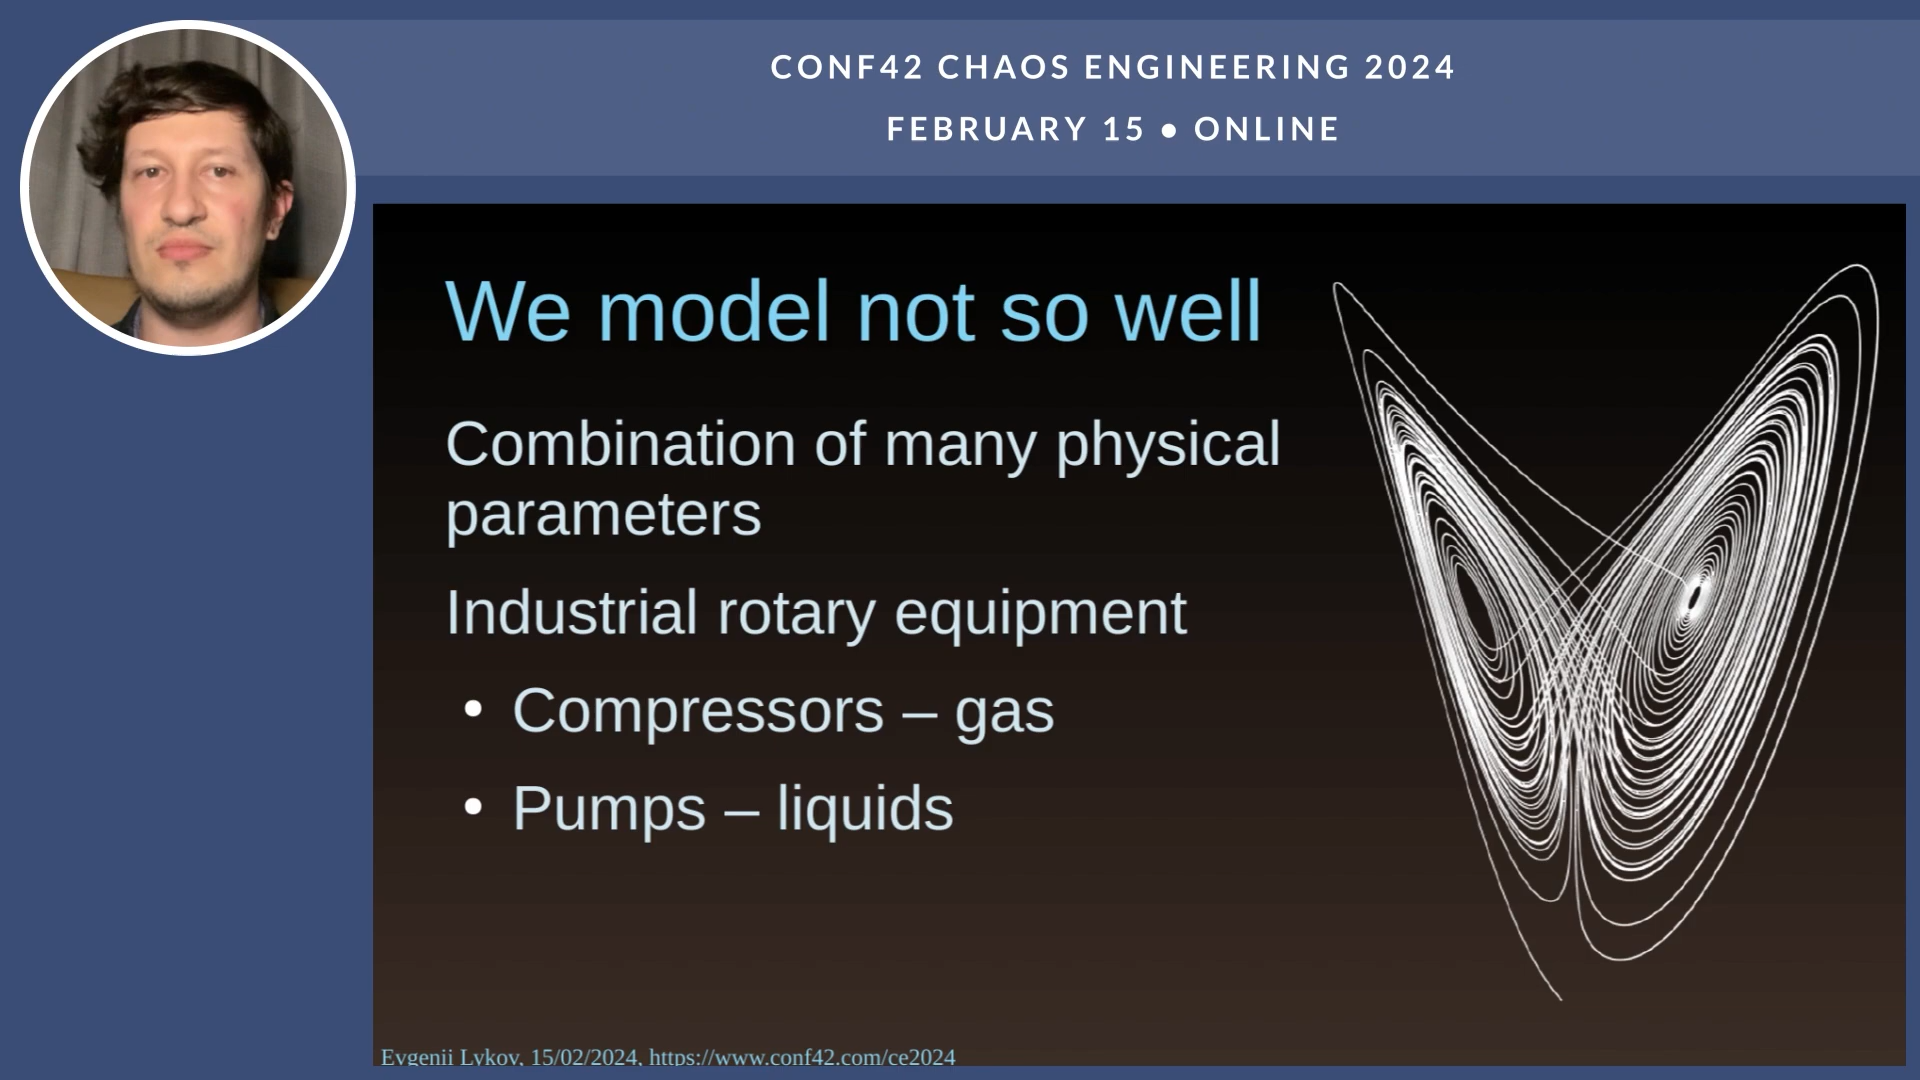 CONF42 CHAOS ENGINEERING 2024
FEBRUARY 15 ● ONLINE
We model not so well
Combination of many physical
parameters
Industrial rotary equipment
• Compressors – gas
• Pumps – liquids
Evgenii Lykov, 15/02/2024, https://www.conf42.com/ce2024